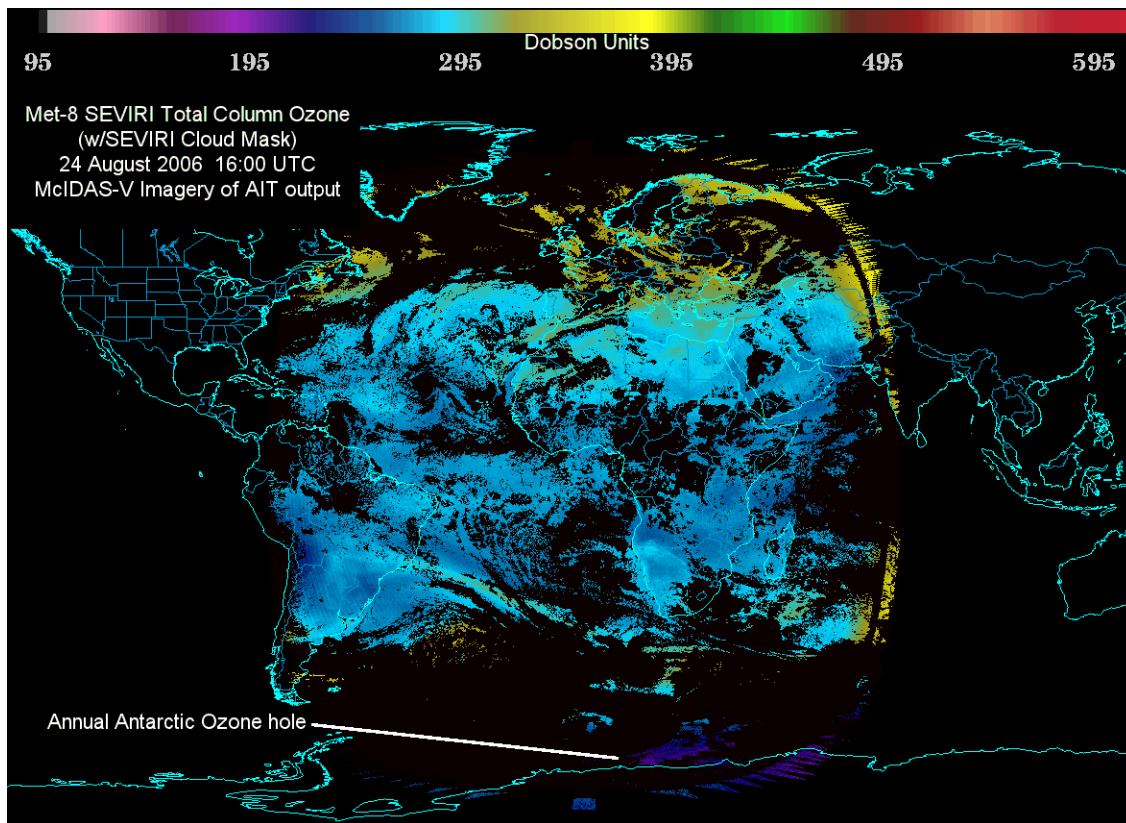 Dobson Units
95 195 295 395 495 595
Met-8 SEVIRI Total Column Ozone
(w/SEVIRI Cloud Mask)
24 August 2006 16:00 UTC
McIDAS-V Imagery of AIT output
Annual Antarctic Ozone hole